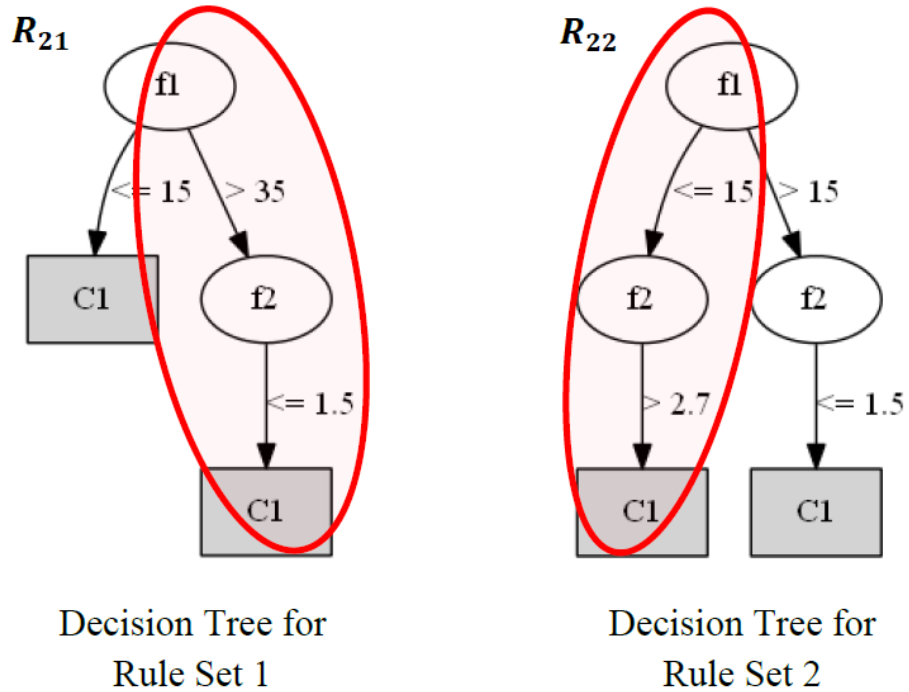 R21
f1
<= 15
> 35
C1
f2
<= 1.5
C1
Decision Tree for
Rule Set 1
R22
f1
<= 15
> 15
f2
f2
> 2.7
<= 1.5
C1
C1
Decision Tree for
Rule Set 2